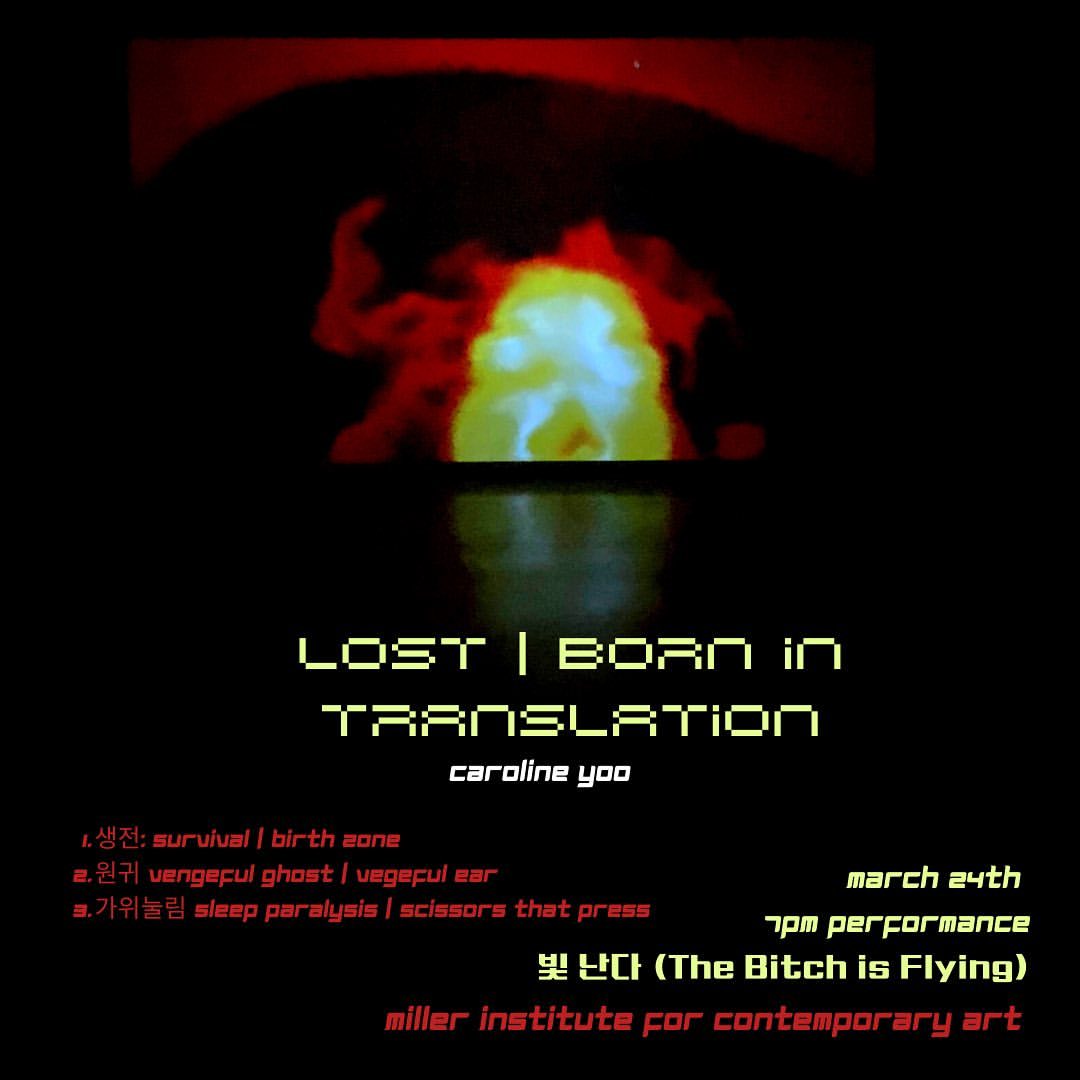 LOST | BORN iN
TRANSLATiON
caroline yoo
1.생전: survival | birth zone
2.원귀 vengeful ghost | vegeful ear
3.가위눌림 sleep paralysis | scissors that press
march 24th
7pm performance
빛 난다 (The Bitch is Flying)
miller institute for contemporary art